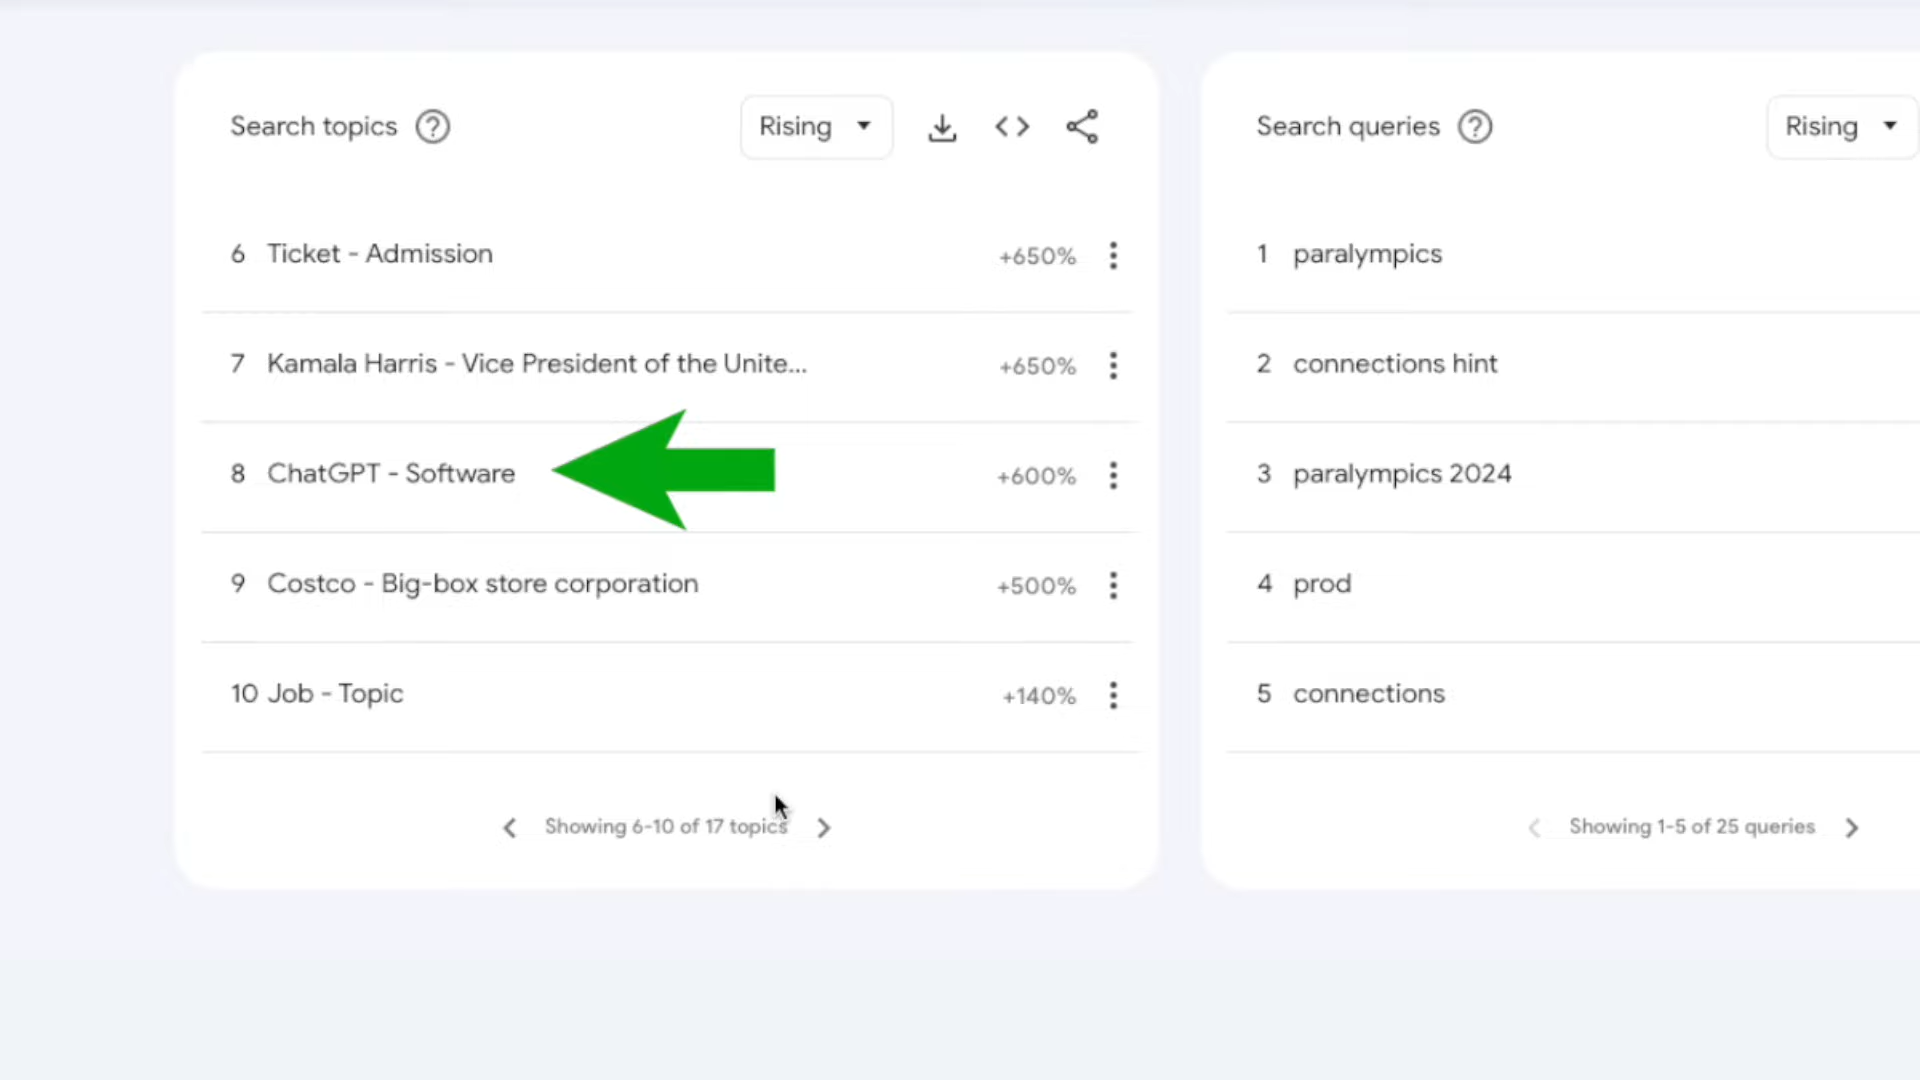 Search topics
Rising
6 Ticket - Admission +650%
7 Kamala Harris - Vice President of the Unite... +650%
8 ChatGPT - Software +600%
9 Costco - Big-box store corporation +500%
10 Job - Topic +140%
Showing 6-10 of 17 topics
Search queries
Rising
1 paralympics
2 connections hint
3 paralympics 2024
4 prod
5 connections
Showing 1-5 of 25 queries